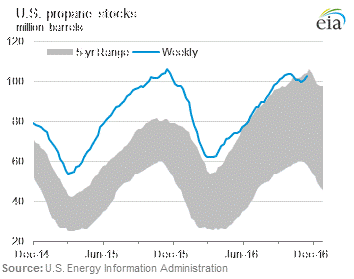 U.S. propane stocks
million barrels
eia
5-yr Range
Weekly
120
100
80
60
40
20
Dec-14
Jun-15
Dec-15
Jun-16
Dec-16
Source: U.S. Energy Information Administration